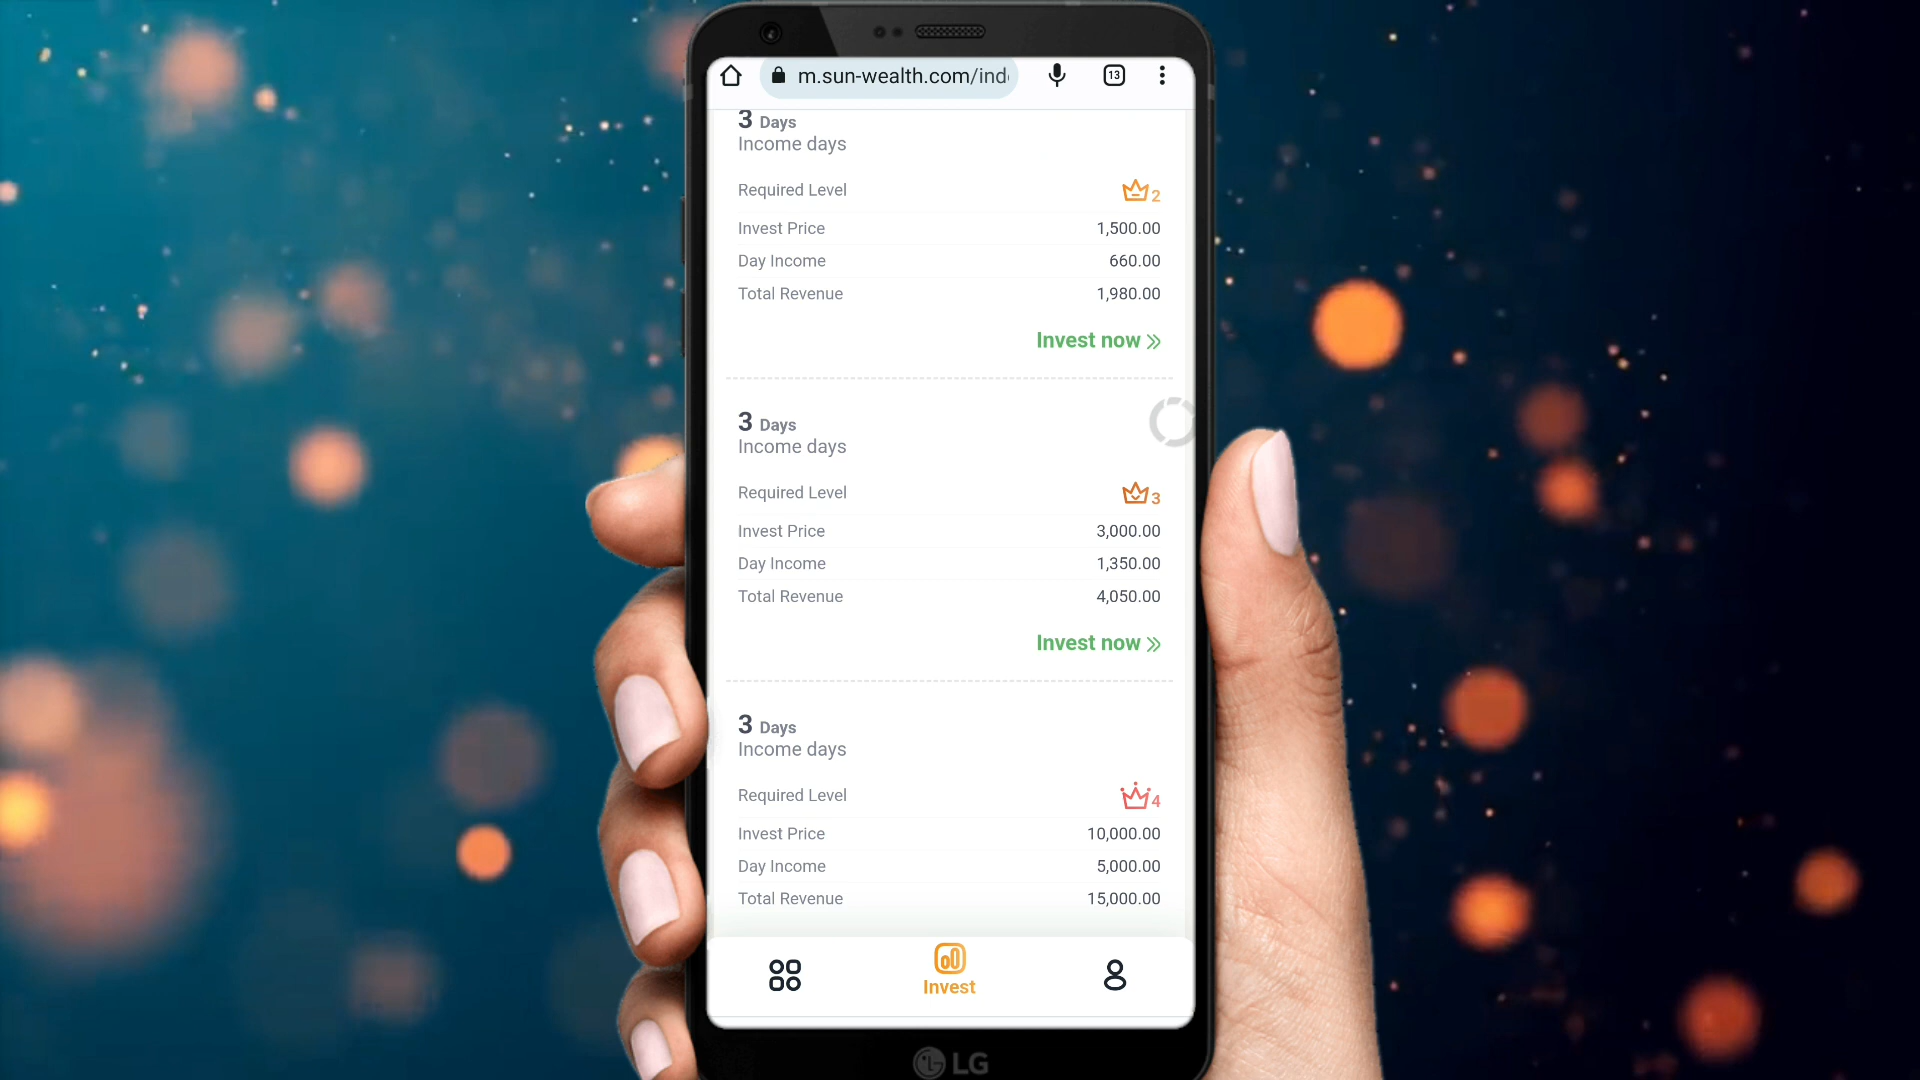 m.sun-wealth.com/ind
13
3 Days
Income days
Required Level 2
Invest Price 1,500.00
Day Income 660.00
Total Revenue 1,980.00
Invest now
3 Days
Income days
Required Level 3
Invest Price 3,000.00
Day Income 1,350.00
Total Revenue 4,050.00
Invest now
3 Days
Income days
Required Level 4
Invest Price 10,000.00
Day Income 5,000.00
Total Revenue 15,000.00
Invest
LG